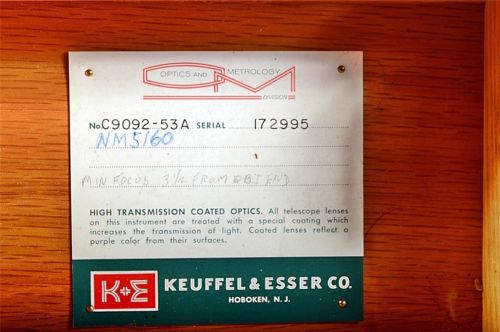 OPTICS AND METROLOGY
DIVISION
No. C9092-53A SERIAL 172995
NM5160
MIN FOCUS 3½ FROM OBJ END
HIGH TRANSMISSION COATED OPTICS. All telescope lenses
on this instrument are treated with a special coating which
increases the transmission of light. Coated lenses reflect a
purple color from their surfaces.
K+E KEUFFEL & ESSER CO.
HOBOKEN, N. J.